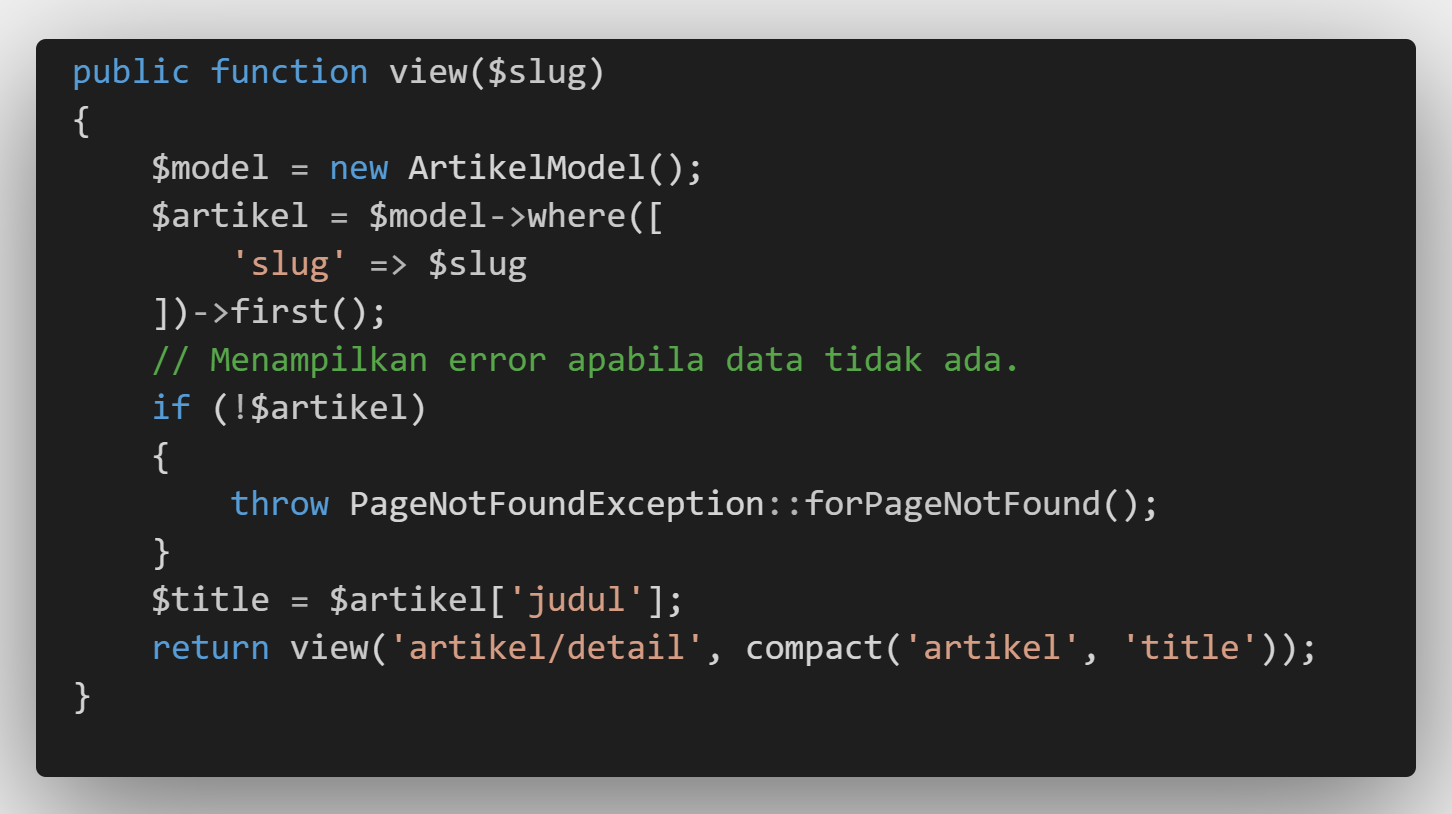 public function view($slug)
{
    $model = new ArtikelModel();
    $artikel = $model->where([
        'slug' => $slug
    ])->first();
    // Menampilkan error apabila data tidak ada.
    if (!$artikel)
    {
        throw PageNotFoundException::forPageNotFound();
    }
    $title = $artikel['judul'];
    return view('artikel/detail', compact('artikel', 'title'));
}